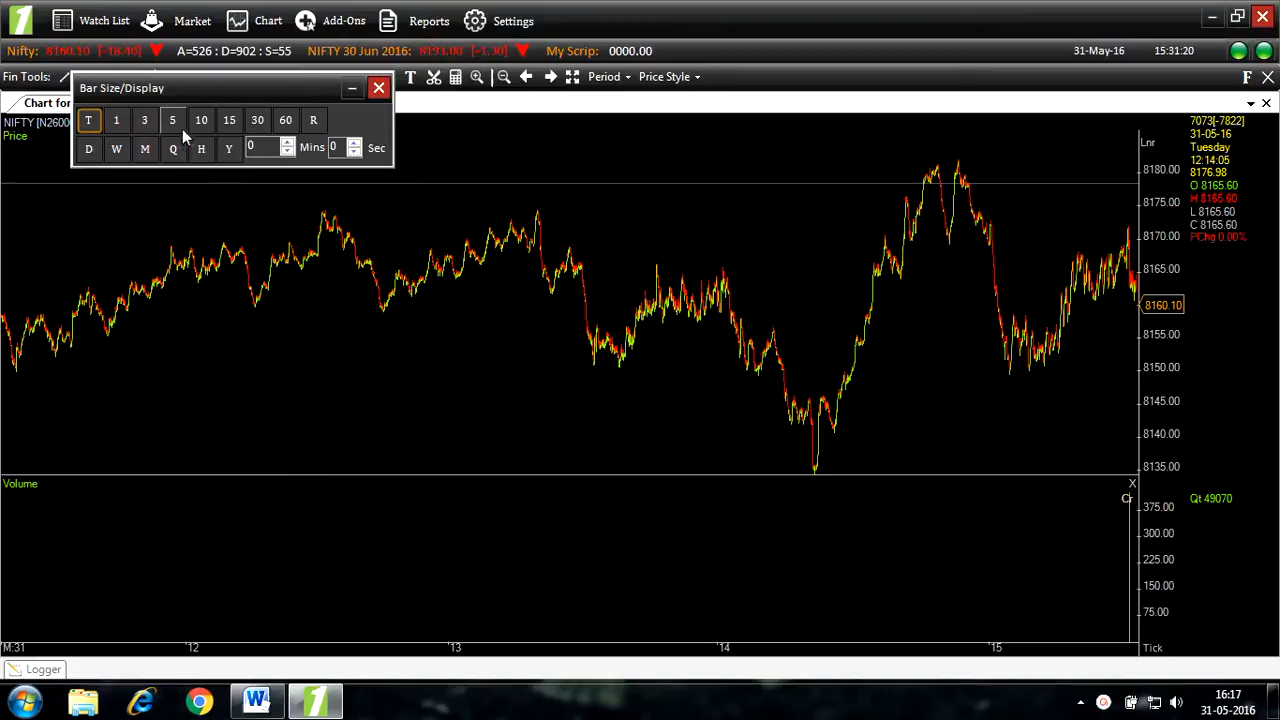 Watch List Market Chart Add-Ons Reports Settings
Nifty: 8160.10 [-18.40] A=526 : D=902 : S=55 NIFTY 30 Jun 2016: 8193.00 [-1.30] My Scrip: 0000.00 31-May-16 15:31:20
Fin Tools: T Period Price Style F X
Bar Size/Display
Chart for
T 1 3 5 10 15 30 60 R
D W M Q H Y 0 Mins 0 Sec
NIFTY [N2600
Price
Lnr
8180.00
8175.00
8170.00
8165.00
8160.10
8155.00
8150.00
8145.00
8140.00
8135.00
7073[-7822]
31-05-16
Tuesday
12:14:05
8176.98
O 8165.60
H 8165.60
L 8165.60
C 8165.60
PChg 0.00%
Volume
X
Cr
Qt 49070
375.00
300.00
225.00
150.00
75.00
M:31 '12 '13 '14 '15 Tick
Logger
16:17
31-05-2016